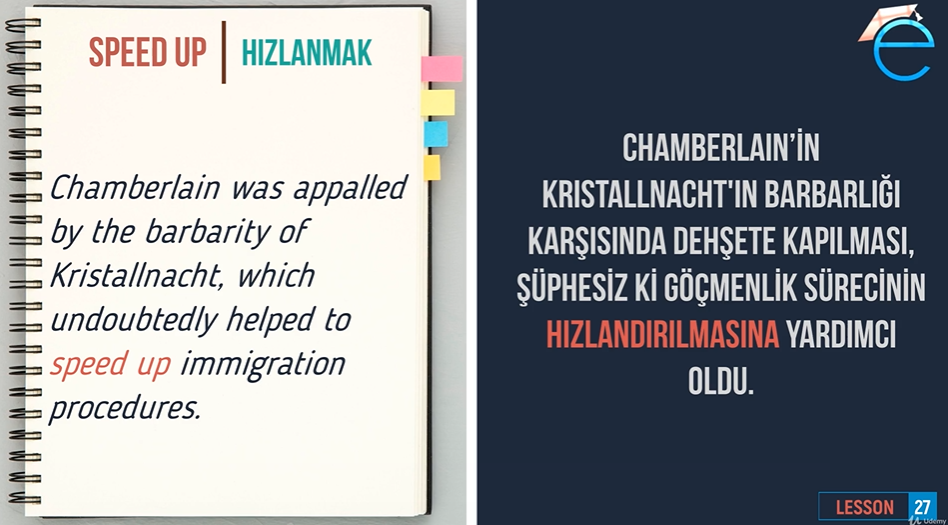 SPEED UP | HIZLANMAK
Chamberlain was appalled
by the barbarity of
Kristallnacht, which
undoubtedly helped to
speed up immigration
procedures.
e
CHAMBERLAIN’İN
KRISTALLNACHT'IN BARBARLIĞI
KARŞISINDA DEHŞETE KAPILMASI,
ŞÜPHESİZ Kİ GÖÇMENLİK SÜRECİNİN
HIZLANDIRILMASINA YARDIMCI
OLDU.
LESSON 27
Udemy